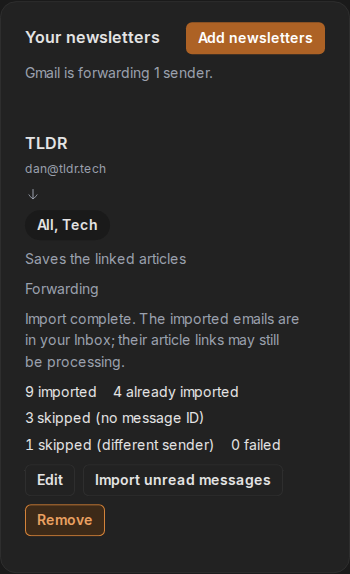 Your newsletters
Add newsletters
Gmail is forwarding 1 sender.
TLDR
dan@tldr.tech
↓
All, Tech
Saves the linked articles
Forwarding
Import complete. The imported emails are
in your Inbox; their article links may still
be processing.
9 imported 4 already imported
3 skipped (no message ID)
1 skipped (different sender) 0 failed
Edit Import unread messages
Remove